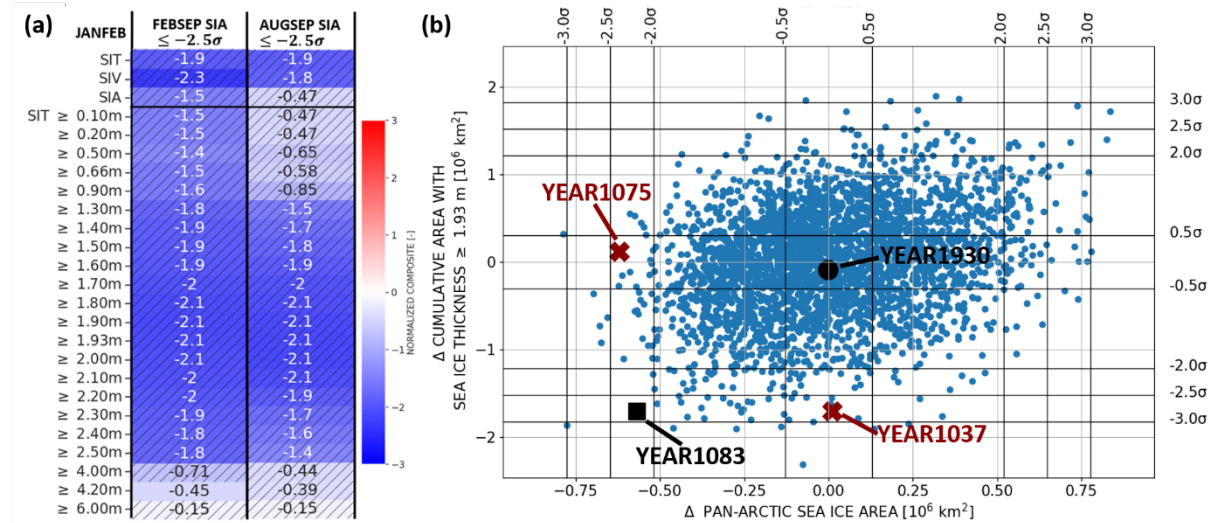 (a)
JANFEB
FEBSEP SIA
≤ −2.5σ
AUGSEP SIA
≤ −2.5σ
SIT -1.9 -1.9
SIV -2.3 -1.8
SIA -1.5 -0.47
SIT ≥ 0.10m -1.5 -0.47
≥ 0.20m -1.5 -0.47
≥ 0.50m -1.4 -0.65
≥ 0.66m -1.5 -0.58
≥ 0.90m -1.6 -0.85
≥ 1.30m -1.8 -1.5
≥ 1.40m -1.9 -1.7
≥ 1.50m -1.9 -1.8
≥ 1.60m -1.9 -1.9
≥ 1.70m -2 -2
≥ 1.80m -2.1 -2.1
≥ 1.90m -2.1 -2.1
≥ 1.93m -2.1 -2.1
≥ 2.00m -2.1 -2.1
≥ 2.10m -2 -2.1
≥ 2.20m -2 -1.9
≥ 2.30m -1.9 -1.7
≥ 2.40m -1.8 -1.6
≥ 2.50m -1.8 -1.4
≥ 4.00m -0.71 -0.44
≥ 4.20m -0.45 -0.39
≥ 6.00m -0.15 -0.15
3
2
1
0
−1
−2
−3
NORMALIZED COMPOSITE [-]
(b)
-3.0σ -2.5σ -2.0σ -0.5σ 0.5σ 2.0σ 2.5σ 3.0σ
3.0σ
2.5σ
2.0σ
0.5σ
-0.5σ
-2.0σ
-2.5σ
-3.0σ
2
1
0
−1
−2
Δ CUMULATIVE AREA WITH
SEA ICE THICKNESS ≥ 1.93 m [10⁶ km²]
YEAR1075
YEAR1930
YEAR1083
YEAR1037
−0.75 −0.50 −0.25 0.00 0.25 0.50 0.75
Δ PAN-ARCTIC SEA ICE AREA [10⁶ km²]